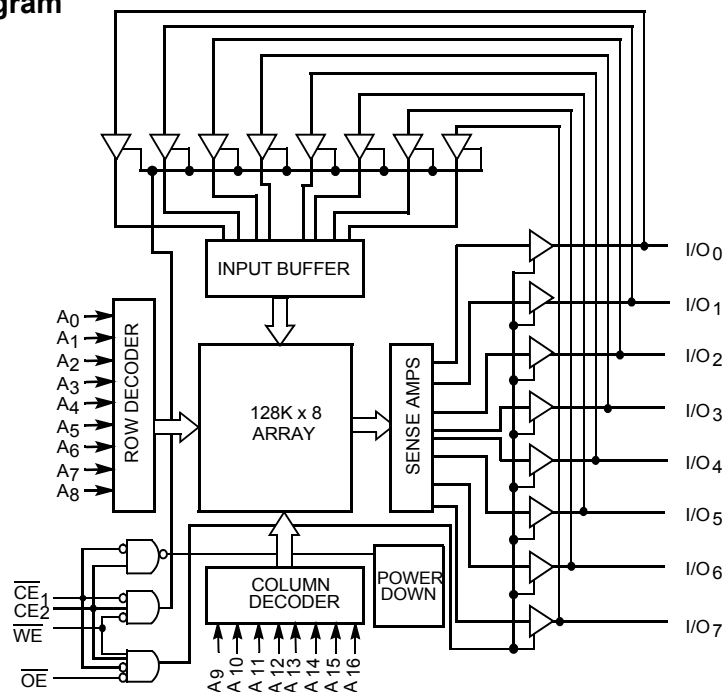 gram
INPUT BUFFER
I/O0
I/O1
I/O2
I/O3
I/O4
I/O5
I/O6
I/O7
A0
A1
A2
A3
A4
A5
A6
A7
A8
ROW DECODER
128K x 8
ARRAY
SENSE AMPS
CE1
CE2
WE
OE
COLUMN
DECODER
POWER
DOWN
A9
A10
A11
A12
A13
A14
A15
A16